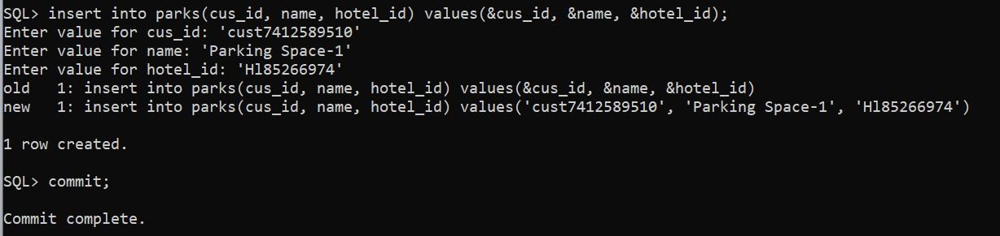 SQL> insert into parks(cus_id, name, hotel_id) values(&cus_id, &name, &hotel_id);
Enter value for cus_id: 'cust7412589510'
Enter value for name: 'Parking Space-1'
Enter value for hotel_id: 'Hl85266974'
old   1: insert into parks(cus_id, name, hotel_id) values(&cus_id, &name, &hotel_id)
new   1: insert into parks(cus_id, name, hotel_id) values('cust7412589510', 'Parking Space-1', 'Hl85266974')
1 row created.
SQL> commit;
Commit complete.